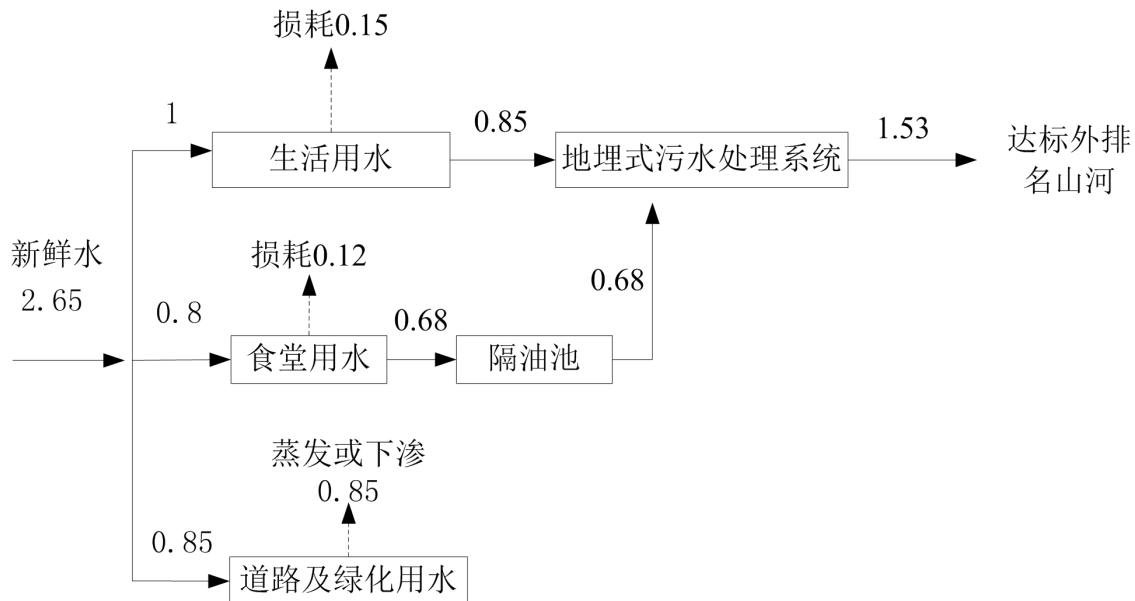 损耗0.15
1
生活用水
0.85
地埋式污水处理系统
1.53
达标外排
名山河
新鲜水
2.65
损耗0.12
0.8
食堂用水
0.68
隔油池
0.68
蒸发或下渗
0.85
0.85
道路及绿化用水